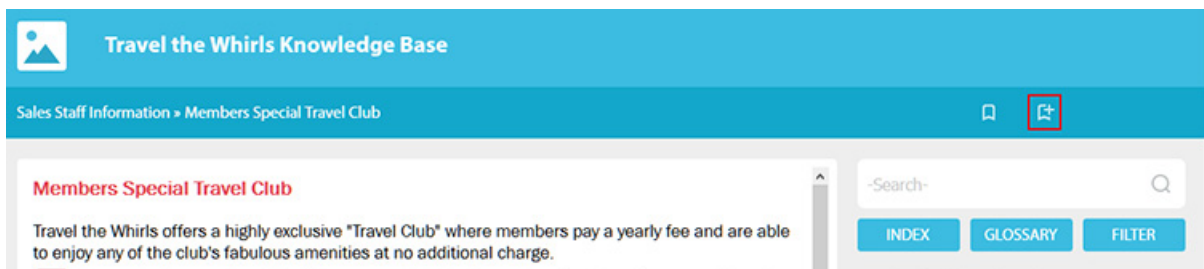 Travel the Whirls Knowledge Base
Sales Staff Information » Members Special Travel Club
Members Special Travel Club
Travel the Whirls offers a highly exclusive "Travel Club" where members pay a yearly fee and are able
to enjoy any of the club's fabulous amenities at no additional charge.
-Search-
INDEX
GLOSSARY
FILTER